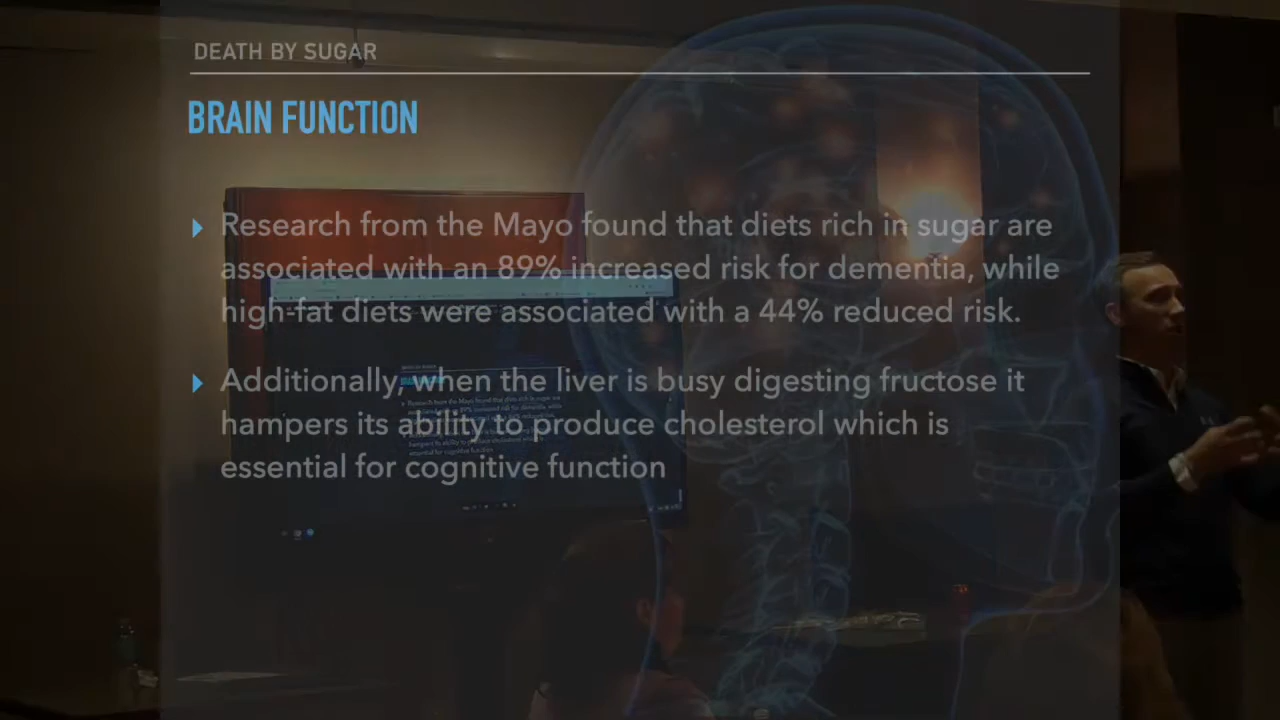 DEATH BY SUGAR
BRAIN FUNCTION
Research from the Mayo found that diets rich in sugar are
associated with an 89% increased risk for dementia, while
high-fat diets were associated with a 44% reduced risk.
Additionally, when the liver is busy digesting fructose it
hampers its ability to produce cholesterol which is
essential for cognitive function